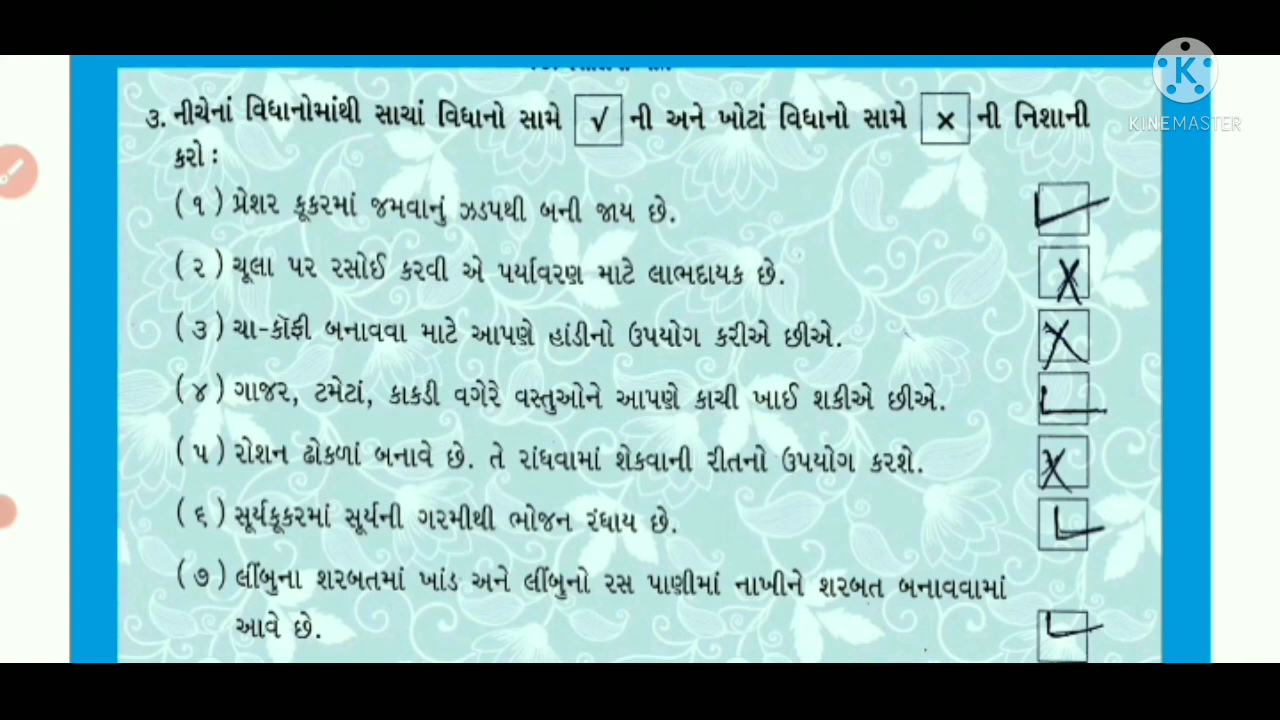 K
KINEMASTER
૩. નીચેનાં વિધાનોમાંથી સાચાં વિધાનો સામે √ ની અને ખોટાં વિધાનો સામે × ની નિશાની
કરો :
(૧) પ્રેશર કૂકરમાં જમવાનું ઝડપથી બની જાય છે. ✓
(૨) ચૂલા પર રસોઈ કરવી એ પર્યાવરણ માટે લાભદાયક છે. X
(૩) ચા-કૉફી બનાવવા માટે આપણે હાંડીનો ઉપયોગ કરીએ છીએ. X
(૪) ગાજર, ટમેટાં, કાકડી વગેરે વસ્તુઓને આપણે કાચી ખાઈ શકીએ છીએ. ✓
(૫) રોશન ઢોકળાં બનાવે છે. તે રાંધવામાં શેકવાની રીતનો ઉપયોગ કરશે. X
(૬) સૂર્યકૂકરમાં સૂર્યની ગરમીથી ભોજન રંધાય છે. ✓
(૭) લીંબુના શરબતમાં ખાંડ અને લીંબુનો રસ પાણીમાં નાખીને શરબત બનાવવામાં
આવે છે. ✓